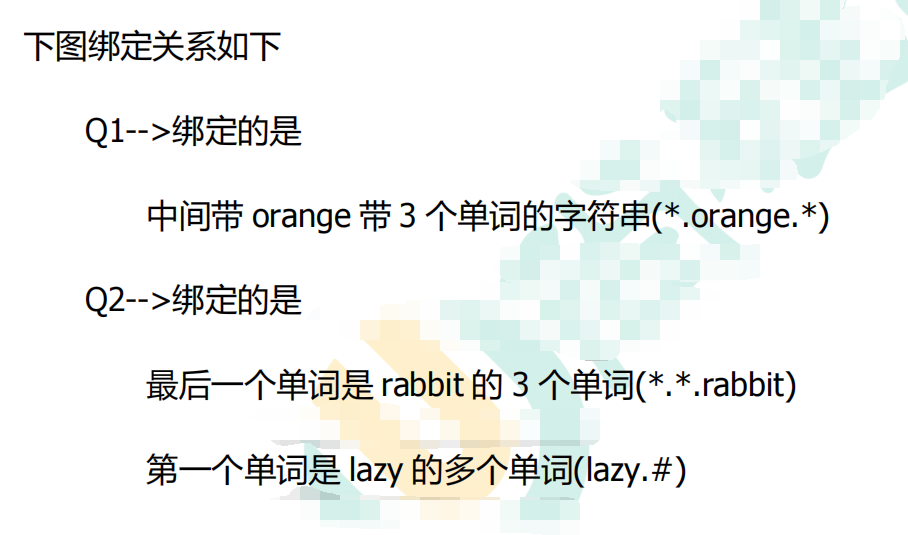 下图绑定关系如下
Q1-->绑定的是
中间带 orange 带 3 个单词的字符串(*.orange.*)
Q2-->绑定的是
最后一个单词是 rabbit 的 3 个单词(*.*.rabbit)
第一个单词是 lazy 的多个单词(lazy.#)